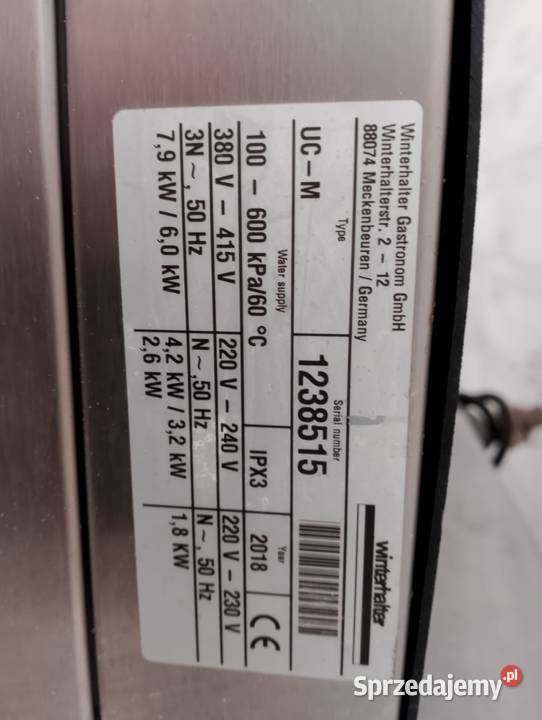 Winterhalter Gastronom GmbH
Winterhalterstr. 2 – 12
88074 Meckenbeuren / Germany
winterhalter
Type
UC–M
Serial number
1238515
Water supply
100 – 600 kPa/60 °C
IPX3
Year
2018
CE
380 V – 415 V
3N ~, 50 Hz
7,9 kW / 6,0 kW
220 V – 240 V
N ~, 50 Hz
4,2 kW / 3,2 kW
2,6 kW
220 V – 230 V
N ~, 50 Hz
1,8 KW
Sprzedajemy.pl